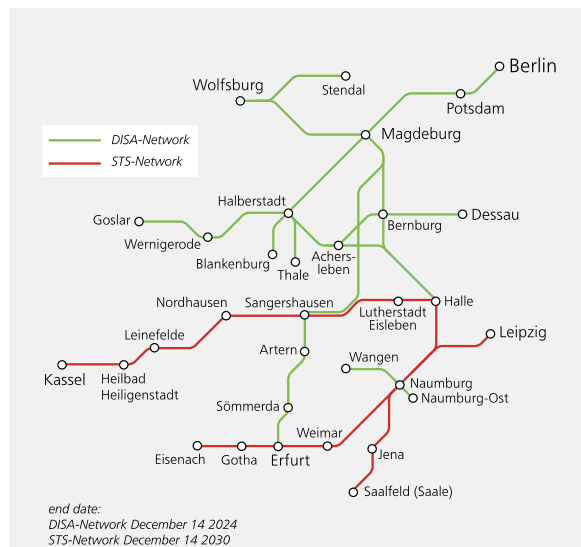 Berlin
Wolfsburg
Stendal
Potsdam
Magdeburg
DISA-Network
STS-Network
Halberstadt
Goslar
Dessau
Bernburg
Wernigerode
Blankenburg
Thale
Achers-
leben
Nordhausen
Sangershausen
Lutherstadt
Eisleben
Halle
Leinefelde
Leipzig
Artern
Wangen
Kassel
Heilbad
Heiligenstadt
Naumburg
Naumburg-Ost
Sömmerda
Weimar
Eisenach
Gotha
Erfurt
Jena
Saalfeld (Saale)
end date:
DISA-Network December 14 2024
STS-Network December 14 2030